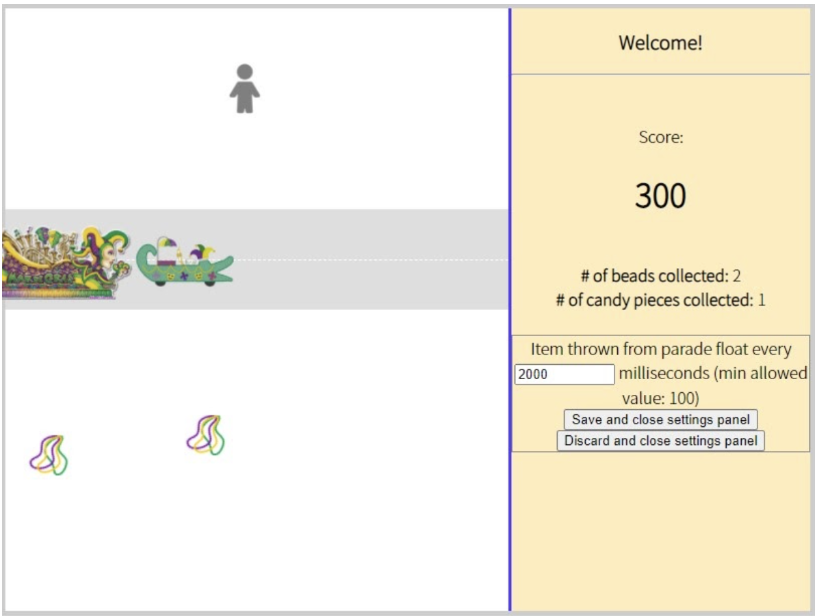 Welcome!
Score:
300
# of beads collected: 2
# of candy pieces collected: 1
Item thrown from parade float every
2000 milliseconds (min allowed
value: 100)
Save and close settings panel
Discard and close settings panel